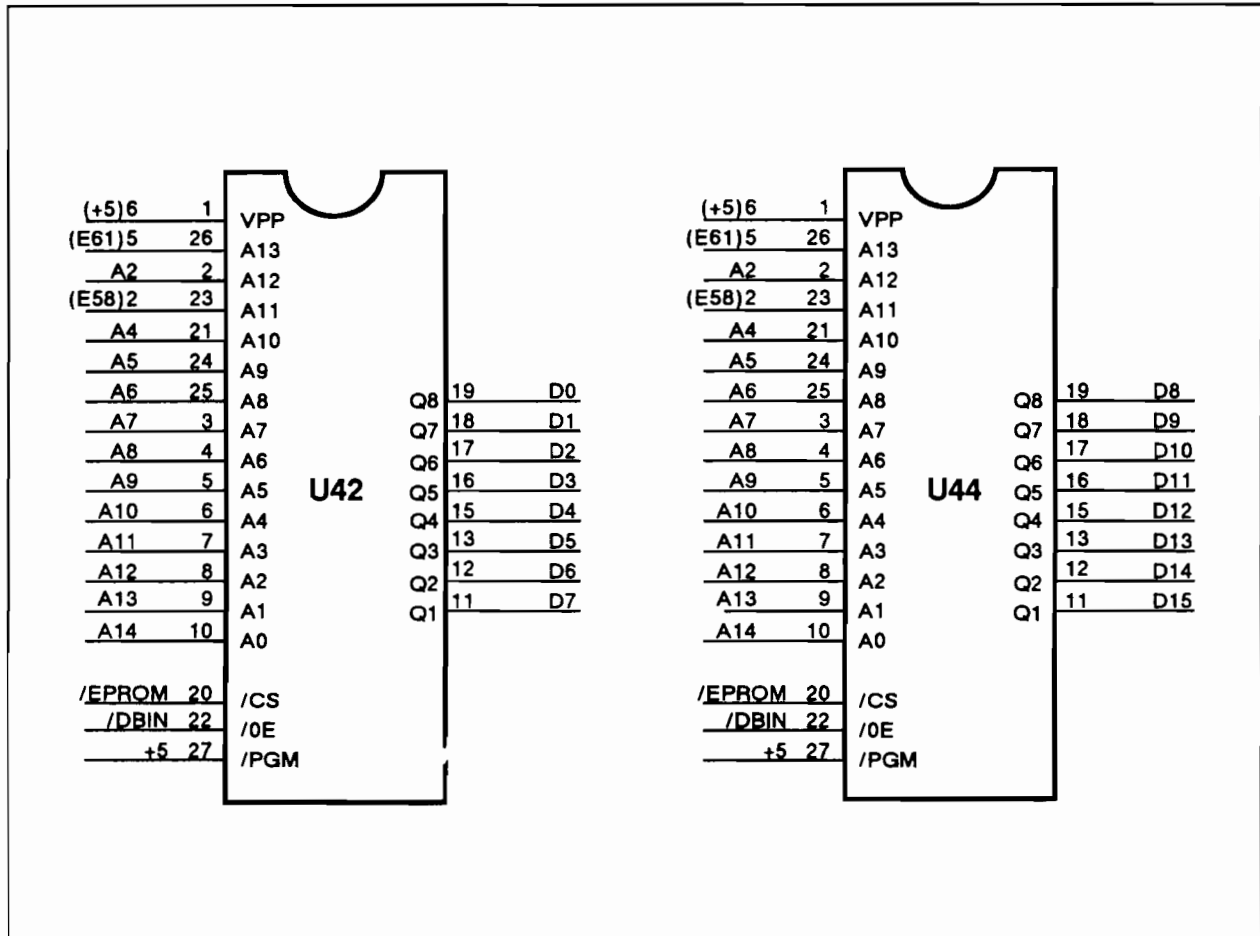 (+5)6 1 VPP
(E61)5 26 A13
A2 2 A12
(E58)2 23 A11
A4 21 A10
A5 24 A9
A6 25 A8 Q8 19 D0
A7 3 A7 Q7 18 D1
A8 4 A6 Q6 17 D2
A9 5 A5 U42 Q5 16 D3
A10 6 A4 Q4 15 D4
A11 7 A3 Q3 13 D5
A12 8 A2 Q2 12 D6
A13 9 A1 Q1 11 D7
A14 10 A0
/EPROM 20 /CS
/DBIN 22 /0E
+5 27 /PGM
(+5)6 1 VPP
(E61)5 26 A13
A2 2 A12
(E58)2 23 A11
A4 21 A10
A5 24 A9
A6 25 A8 Q8 19 D8
A7 3 A7 Q7 18 D9
A8 4 A6 Q6 17 D10
A9 5 A5 U44 Q5 16 D11
A10 6 A4 Q4 15 D12
A11 7 A3 Q3 13 D13
A12 8 A2 Q2 12 D14
A13 9 A1 Q1 11 D15
A14 10 A0
/EPROM 20 /CS
/DBIN 22 /0E
+5 27 /PGM